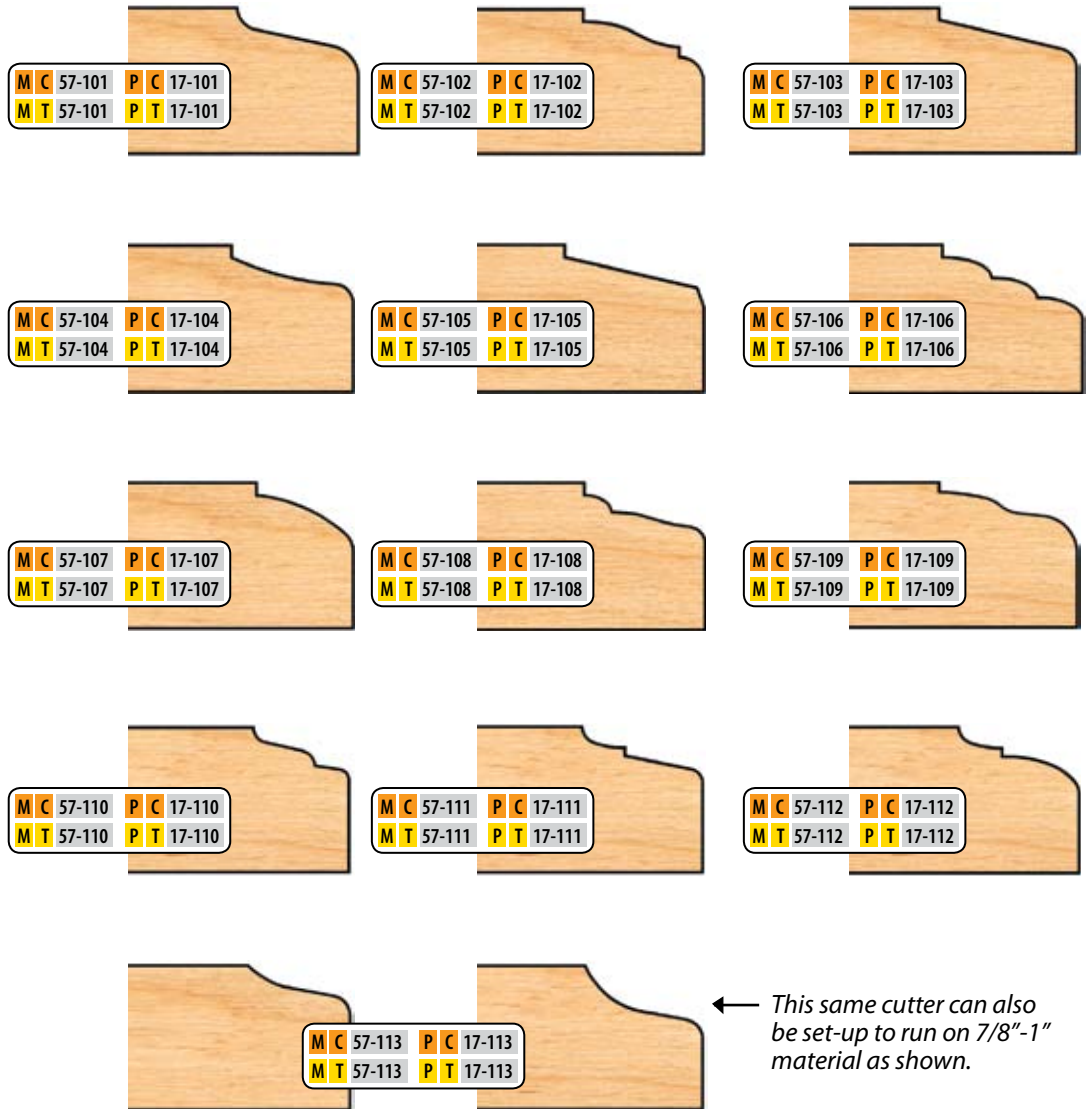 M C 57-101 P C 17-101
M T 57-101 P T 17-101
M C 57-102 P C 17-102
M T 57-102 P T 17-102
M C 57-103 P C 17-103
M T 57-103 P T 17-103
M C 57-104 P C 17-104
M T 57-104 P T 17-104
M C 57-105 P C 17-105
M T 57-105 P T 17-105
M C 57-106 P C 17-106
M T 57-106 P T 17-106
M C 57-107 P C 17-107
M T 57-107 P T 17-107
M C 57-108 P C 17-108
M T 57-108 P T 17-108
M C 57-109 P C 17-109
M T 57-109 P T 17-109
M C 57-110 P C 17-110
M T 57-110 P T 17-110
M C 57-111 P C 17-111
M T 57-111 P T 17-111
M C 57-112 P C 17-112
M T 57-112 P T 17-112
M C 57-113 P C 17-113
M T 57-113 P T 17-113
This same cutter can also
be set-up to run on 7/8"-1"
material as shown.